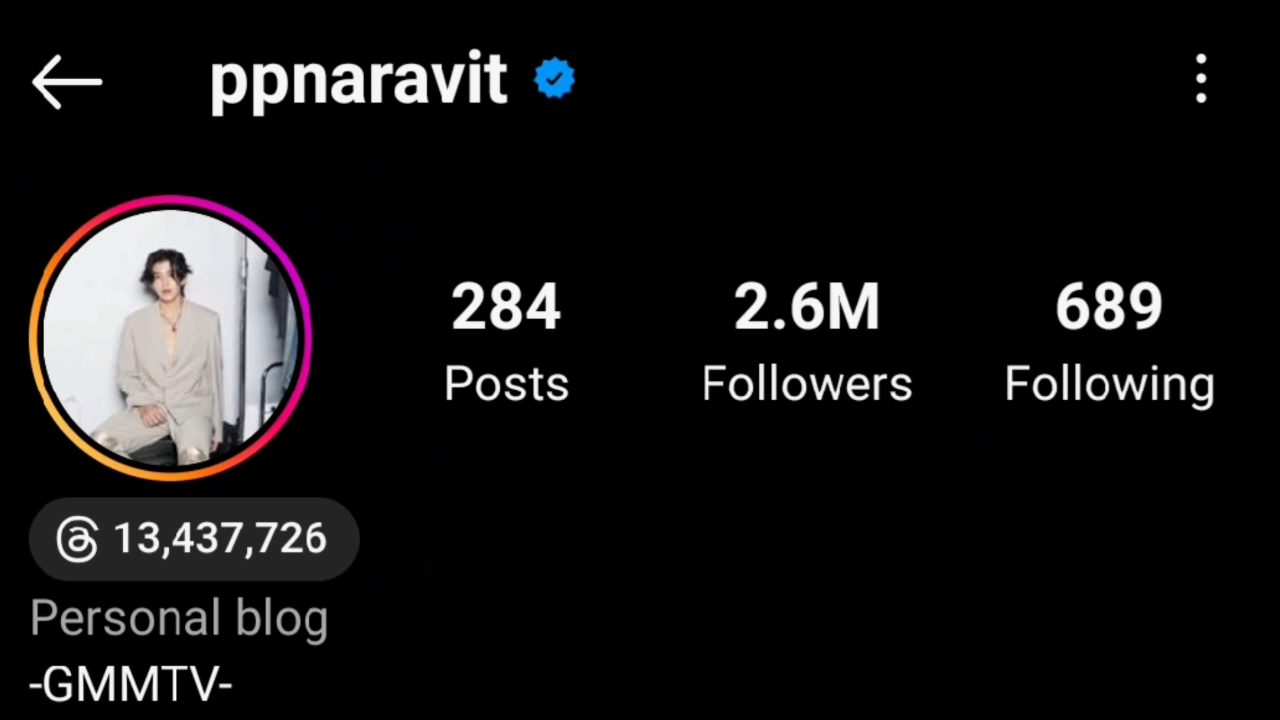 ppnaravit
284 2.6M 689
Posts Followers Following
13,437,726
Personal blog
-GMMTV-